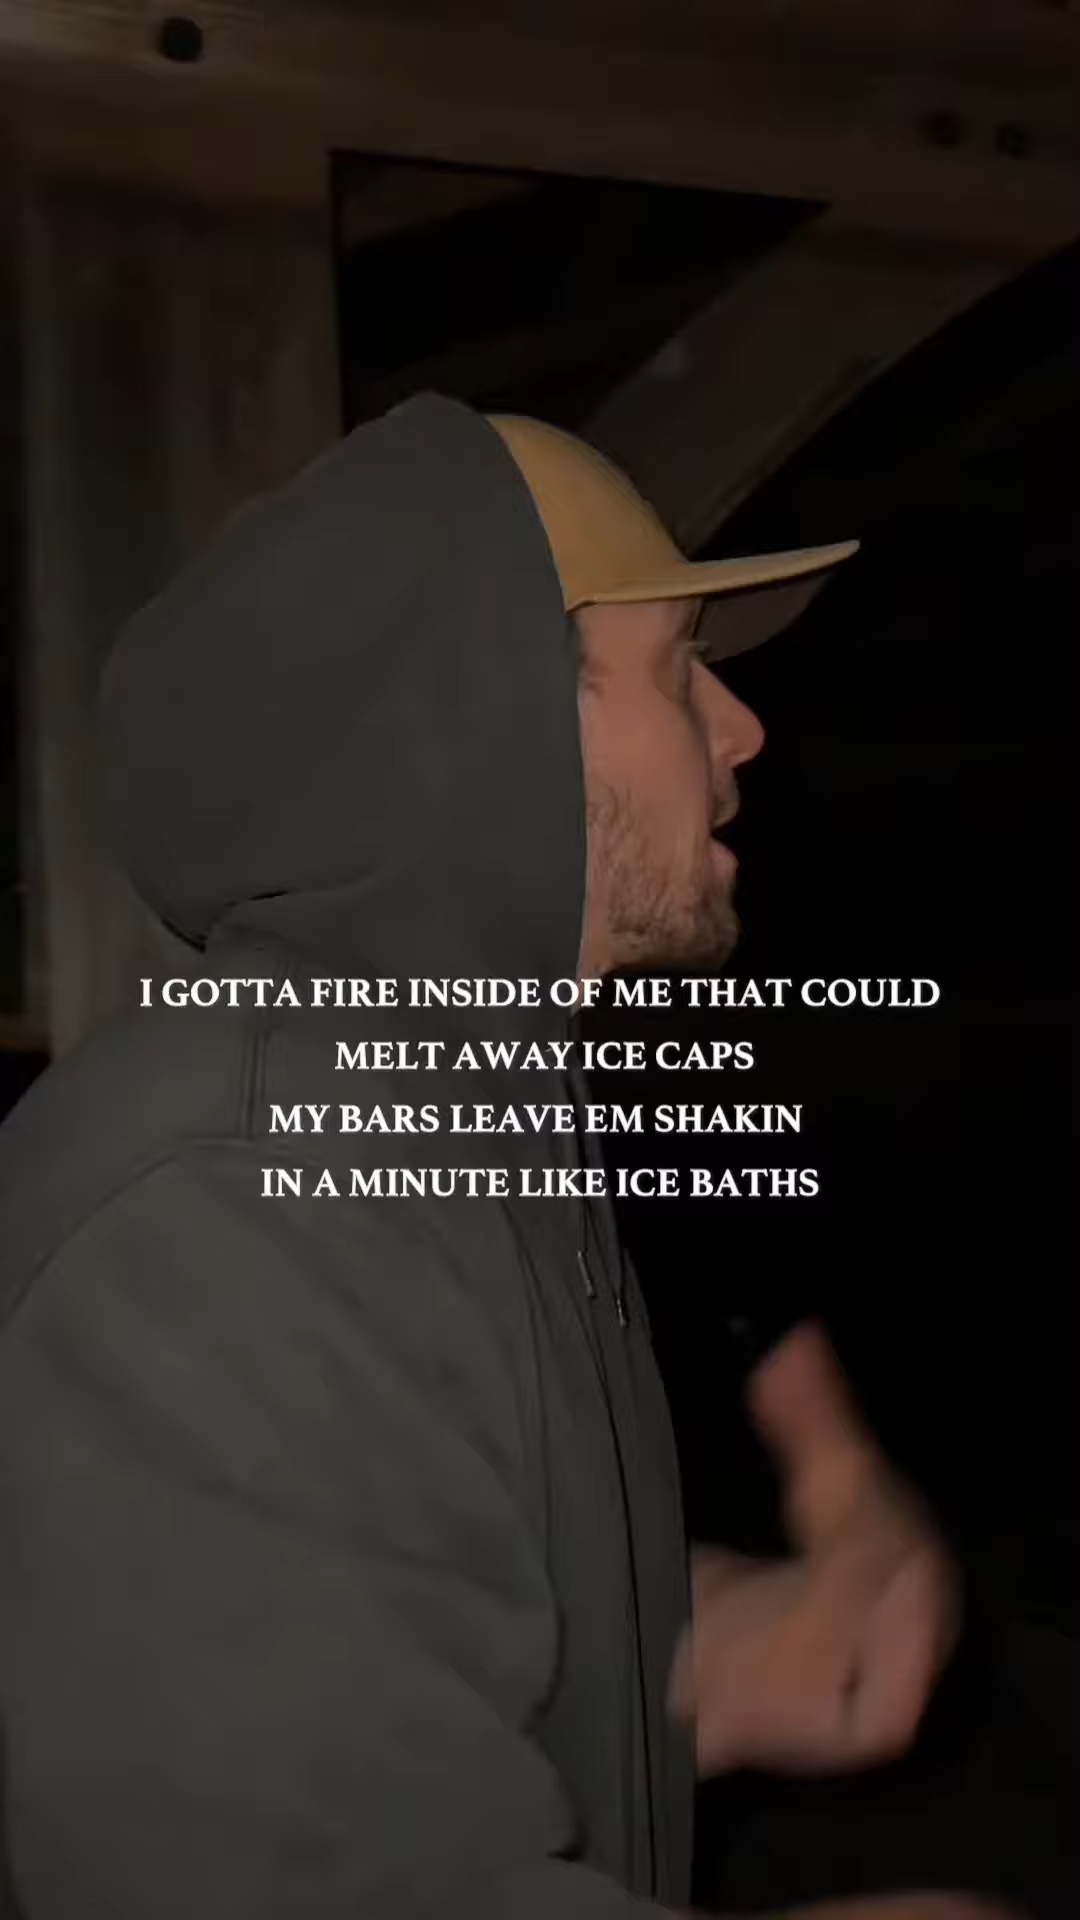 I GOTTA FIRE INSIDE OF ME THAT COULD
MELT AWAY ICE CAPS
MY BARS LEAVE EM SHAKIN
IN A MINUTE LIKE ICE BATHS